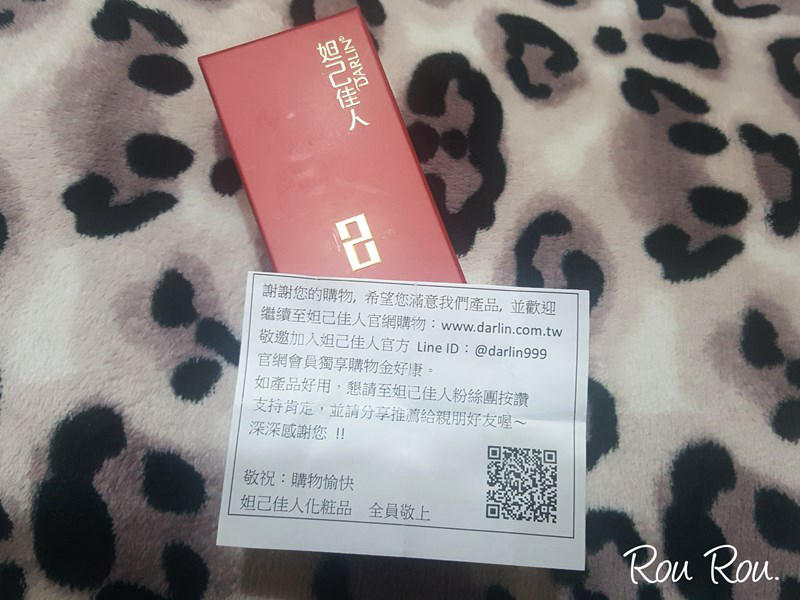 妲己佳人
DARLIN®
謝謝您的購物, 希望您滿意我們產品, 並歡迎
繼續至妲己佳人官網購物：www.darlin.com.tw
敬邀加入妲己佳人官方 Line ID：@darlin999
官網會員獨享購物金好康。
如產品好用，懇請至妲己佳人粉絲團按讚
支持肯定，並請分享推薦給親朋好友喔～
深深感謝您 !!
敬祝：購物愉快
妲己佳人化粧品 全員敬上
Rou Rou.